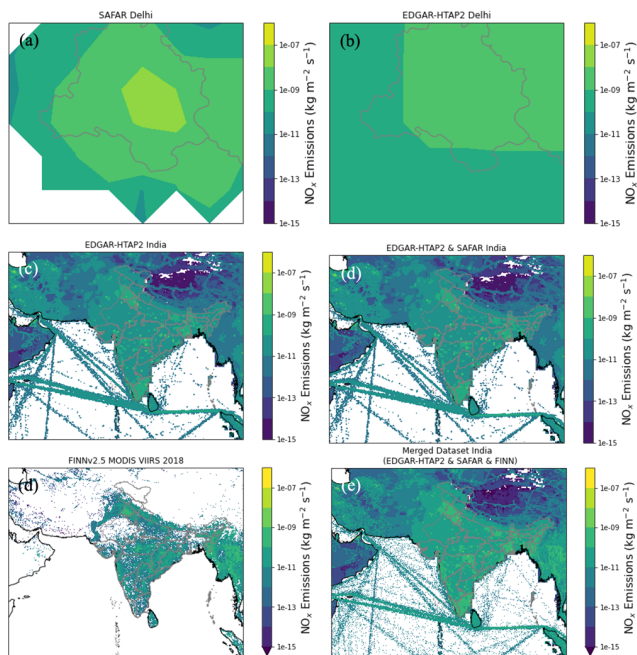 SAFAR Delhi
(a)
1e-07
1e-09
1e-11
1e-13
1e-15
NOx Emissions (kg m−2 s−1)
EDGAR-HTAP2 Delhi
(b)
1e-07
1e-09
1e-11
1e-13
1e-15
NOx Emissions (kg m−2 s−1)
EDGAR-HTAP2 India
(c)
1e-07
1e-09
1e-11
1e-13
1e-15
NOx Emissions (kg m−2 s−1)
EDGAR-HTAP2 & SAFAR India
(d)
1e-07
1e-09
1e-11
1e-13
1e-15
NOx Emissions (kg m−2 s−1)
FINNv2.5 MODIS VIIRS 2018
(d)
1e-07
1e-09
1e-11
1e-13
1e-15
NOx Emissions (kg m−2 s−1)
Merged Dataset India
(EDGAR-HTAP2 & SAFAR & FINN)
(e)
1e-07
1e-09
1e-11
1e-13
1e-15
NOx Emissions (kg m−2 s−1)